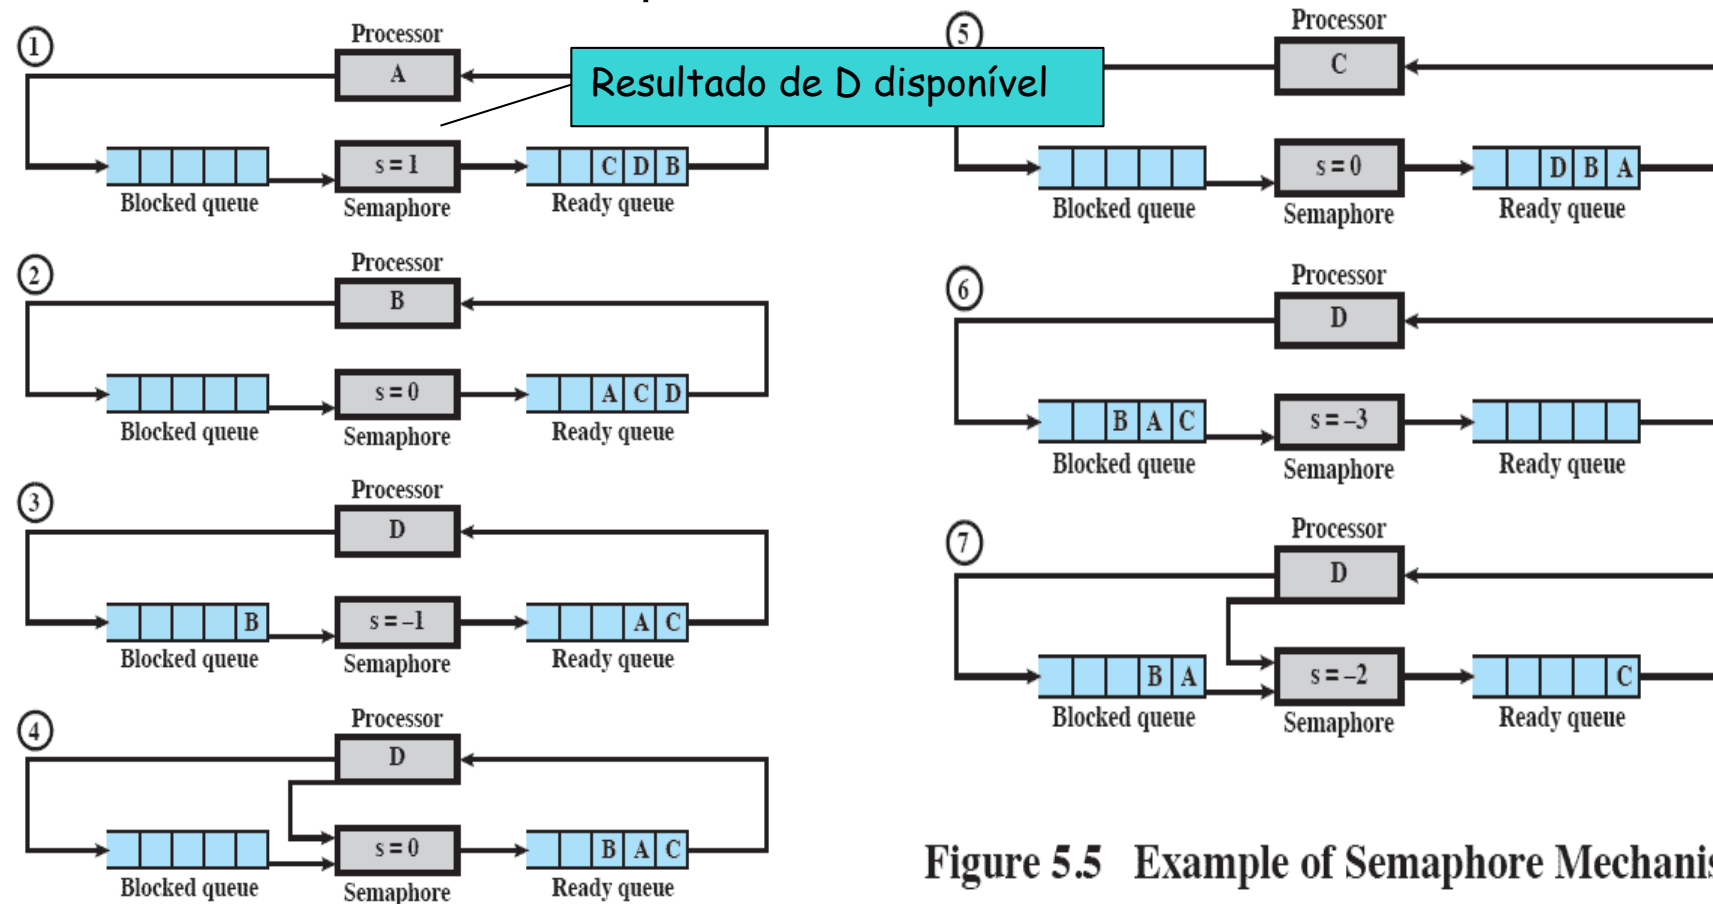 1
Processor
A
Resultado de D disponível
s = 1
C D B
Blocked queue
Semaphore
Ready queue
2
Processor
B
s = 0
A C D
Blocked queue
Semaphore
Ready queue
3
Processor
D
B
s = –1
A C
Blocked queue
Semaphore
Ready queue
4
Processor
D
s = 0
B A C
Blocked queue
Semaphore
Ready queue
5
Processor
C
s = 0
D B A
Blocked queue
Semaphore
Ready queue
6
Processor
D
B A C
s = –3
Blocked queue
Semaphore
Ready queue
7
Processor
D
B A
s = –2
C
Blocked queue
Semaphore
Ready queue
Figure 5.5 Example of Semaphore Mechanis